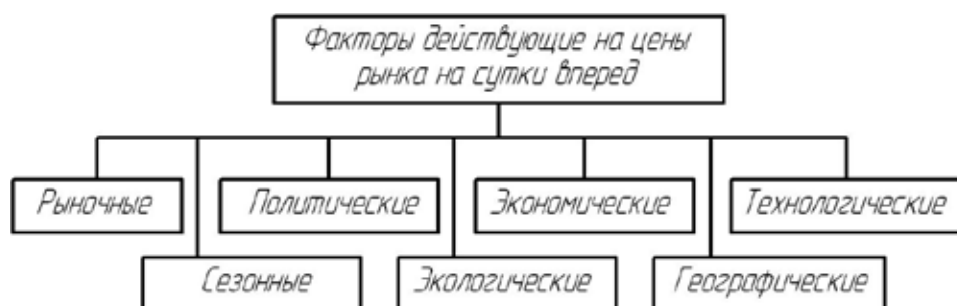 Факторы действующие на цены
рынка на сутки вперед
Рыночные
Политические
Экономические
Технологические
Сезонные
Экологические
Географические